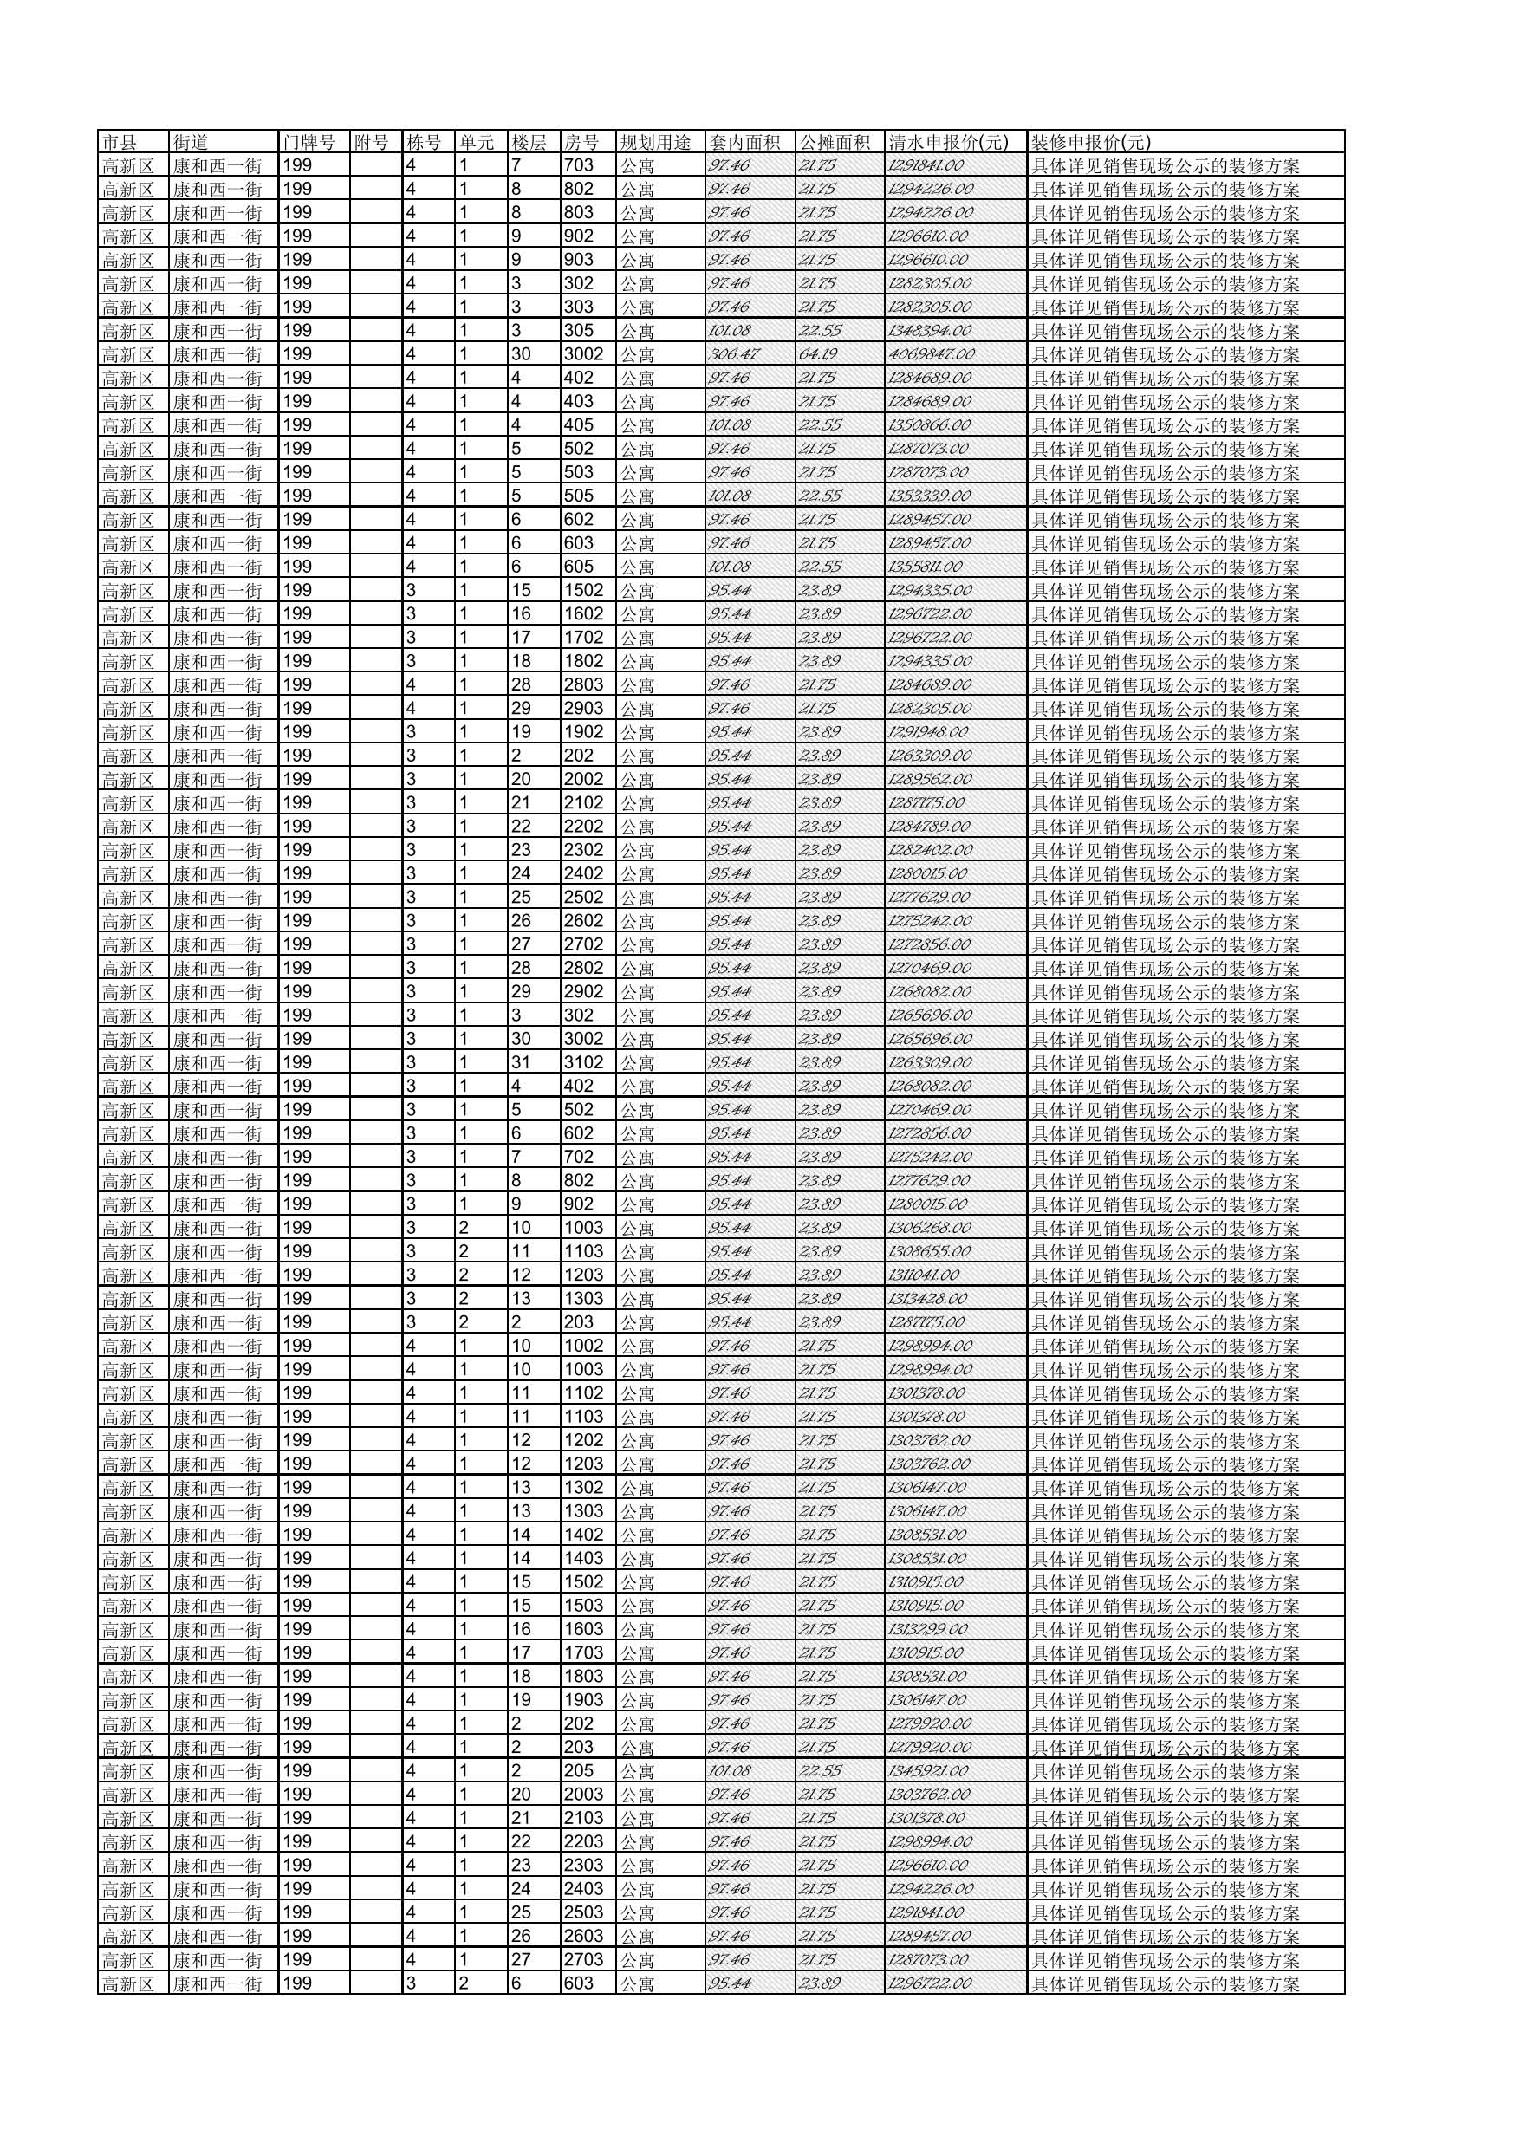 市县 街道 门牌号 附号 栋号 单元 楼层 房号 规划用途 套内面积 公摊面积 清水申报价(元) 装修申报价(元)
高新区 康和西一街 199 4 1 7 703 公寓 97.46 21.75 1291841.00 具体详见销售现场公示的装修方案
高新区 康和西一街 199 4 1 8 802 公寓 97.46 21.75 1294226.00 具体详见销售现场公示的装修方案
高新区 康和西一街 199 4 1 8 803 公寓 97.46 21.75 1294226.00 具体详见销售现场公示的装修方案
高新区 康和西一街 199 4 1 9 902 公寓 97.46 21.75 1296610.00 具体详见销售现场公示的装修方案
高新区 康和西一街 199 4 1 9 903 公寓 97.46 21.75 1296610.00 具体详见销售现场公示的装修方案
高新区 康和西一街 199 4 1 3 302 公寓 97.46 21.75 1282305.00 具体详见销售现场公示的装修方案
高新区 康和西一街 199 4 1 3 303 公寓 97.46 21.75 1282305.00 具体详见销售现场公示的装修方案
高新区 康和西一街 199 4 1 3 305 公寓 101.08 22.55 1348394.00 具体详见销售现场公示的装修方案
高新区 康和西一街 199 4 1 30 3002 公寓 306.47 64.19 4069847.00 具体详见销售现场公示的装修方案
高新区 康和西一街 199 4 1 4 402 公寓 97.46 21.75 1284689.00 具体详见销售现场公示的装修方案
高新区 康和西一街 199 4 1 4 403 公寓 97.46 21.75 1284689.00 具体详见销售现场公示的装修方案
高新区 康和西一街 199 4 1 4 405 公寓 101.08 22.55 1350866.00 具体详见销售现场公示的装修方案
高新区 康和西一街 199 4 1 5 502 公寓 97.46 21.75 1287073.00 具体详见销售现场公示的装修方案
高新区 康和西一街 199 4 1 5 503 公寓 97.46 21.75 1287073.00 具体详见销售现场公示的装修方案
高新区 康和西一街 199 4 1 5 505 公寓 101.08 22.55 1353339.00 具体详见销售现场公示的装修方案
高新区 康和西一街 199 4 1 6 602 公寓 97.46 21.75 1289457.00 具体详见销售现场公示的装修方案
高新区 康和西一街 199 4 1 6 603 公寓 97.46 21.75 1289457.00 具体详见销售现场公示的装修方案
高新区 康和西一街 199 4 1 6 605 公寓 101.08 22.55 1355811.00 具体详见销售现场公示的装修方案
高新区 康和西一街 199 3 1 15 1502 公寓 95.44 23.89 1294335.00 具体详见销售现场公示的装修方案
高新区 康和西一街 199 3 1 16 1602 公寓 95.44 23.89 1296722.00 具体详见销售现场公示的装修方案
高新区 康和西一街 199 3 1 17 1702 公寓 95.44 23.89 1296722.00 具体详见销售现场公示的装修方案
高新区 康和西一街 199 3 1 18 1802 公寓 95.44 23.89 1294335.00 具体详见销售现场公示的装修方案
高新区 康和西一街 199 4 1 28 2803 公寓 97.46 21.75 1284689.00 具体详见销售现场公示的装修方案
高新区 康和西一街 199 4 1 29 2903 公寓 97.46 21.75 1282305.00 具体详见销售现场公示的装修方案
高新区 康和西一街 199 3 1 19 1902 公寓 95.44 23.89 1291948.00 具体详见销售现场公示的装修方案
高新区 康和西一街 199 3 1 2 202 公寓 95.44 23.89 1263309.00 具体详见销售现场公示的装修方案
高新区 康和西一街 199 3 1 20 2002 公寓 95.44 23.89 1289562.00 具体详见销售现场公示的装修方案
高新区 康和西一街 199 3 1 21 2102 公寓 95.44 23.89 1287175.00 具体详见销售现场公示的装修方案
高新区 康和西一街 199 3 1 22 2202 公寓 95.44 23.89 1284789.00 具体详见销售现场公示的装修方案
高新区 康和西一街 199 3 1 23 2302 公寓 95.44 23.89 1282402.00 具体详见销售现场公示的装修方案
高新区 康和西一街 199 3 1 24 2402 公寓 95.44 23.89 1280015.00 具体详见销售现场公示的装修方案
高新区 康和西一街 199 3 1 25 2502 公寓 95.44 23.89 1277629.00 具体详见销售现场公示的装修方案
高新区 康和西一街 199 3 1 26 2602 公寓 95.44 23.89 1275242.00 具体详见销售现场公示的装修方案
高新区 康和西一街 199 3 1 27 2702 公寓 95.44 23.89 1272856.00 具体详见销售现场公示的装修方案
高新区 康和西一街 199 3 1 28 2802 公寓 95.44 23.89 1270469.00 具体详见销售现场公示的装修方案
高新区 康和西一街 199 3 1 29 2902 公寓 95.44 23.89 1268082.00 具体详见销售现场公示的装修方案
高新区 康和西一街 199 3 1 3 302 公寓 95.44 23.89 1265696.00 具体详见销售现场公示的装修方案
高新区 康和西一街 199 3 1 30 3002 公寓 95.44 23.89 1265696.00 具体详见销售现场公示的装修方案
高新区 康和西一街 199 3 1 31 3102 公寓 95.44 23.89 1263309.00 具体详见销售现场公示的装修方案
高新区 康和西一街 199 3 1 4 402 公寓 95.44 23.89 1268082.00 具体详见销售现场公示的装修方案
高新区 康和西一街 199 3 1 5 502 公寓 95.44 23.89 1270469.00 具体详见销售现场公示的装修方案
高新区 康和西一街 199 3 1 6 602 公寓 95.44 23.89 1272856.00 具体详见销售现场公示的装修方案
高新区 康和西一街 199 3 1 7 702 公寓 95.44 23.89 1275242.00 具体详见销售现场公示的装修方案
高新区 康和西一街 199 3 1 8 802 公寓 95.44 23.89 1277629.00 具体详见销售现场公示的装修方案
高新区 康和西一街 199 3 1 9 902 公寓 95.44 23.89 1280015.00 具体详见销售现场公示的装修方案
高新区 康和西一街 199 3 2 10 1003 公寓 95.44 23.89 1306268.00 具体详见销售现场公示的装修方案
高新区 康和西一街 199 3 2 11 1103 公寓 95.44 23.89 1308655.00 具体详见销售现场公示的装修方案
高新区 康和西一街 199 3 2 12 1203 公寓 95.44 23.89 1311041.00 具体详见销售现场公示的装修方案
高新区 康和西一街 199 3 2 13 1303 公寓 95.44 23.89 1313428.00 具体详见销售现场公示的装修方案
高新区 康和西一街 199 3 2 2 203 公寓 95.44 23.89 1287175.00 具体详见销售现场公示的装修方案
高新区 康和西一街 199 4 1 10 1002 公寓 97.46 21.75 1298994.00 具体详见销售现场公示的装修方案
高新区 康和西一街 199 4 1 10 1003 公寓 97.46 21.75 1298994.00 具体详见销售现场公示的装修方案
高新区 康和西一街 199 4 1 11 1102 公寓 97.46 21.75 1301378.00 具体详见销售现场公示的装修方案
高新区 康和西一街 199 4 1 11 1103 公寓 97.46 21.75 1301378.00 具体详见销售现场公示的装修方案
高新区 康和西一街 199 4 1 12 1202 公寓 97.46 21.75 1303762.00 具体详见销售现场公示的装修方案
高新区 康和西一街 199 4 1 12 1203 公寓 97.46 21.75 1303762.00 具体详见销售现场公示的装修方案
高新区 康和西一街 199 4 1 13 1302 公寓 97.46 21.75 1306147.00 具体详见销售现场公示的装修方案
高新区 康和西一街 199 4 1 13 1303 公寓 97.46 21.75 1306147.00 具体详见销售现场公示的装修方案
高新区 康和西一街 199 4 1 14 1402 公寓 97.46 21.75 1308531.00 具体详见销售现场公示的装修方案
高新区 康和西一街 199 4 1 14 1403 公寓 97.46 21.75 1308531.00 具体详见销售现场公示的装修方案
高新区 康和西一街 199 4 1 15 1502 公寓 97.46 21.75 1310915.00 具体详见销售现场公示的装修方案
高新区 康和西一街 199 4 1 15 1503 公寓 97.46 21.75 1310915.00 具体详见销售现场公示的装修方案
高新区 康和西一街 199 4 1 16 1603 公寓 97.46 21.75 1313299.00 具体详见销售现场公示的装修方案
高新区 康和西一街 199 4 1 17 1703 公寓 97.46 21.75 1310915.00 具体详见销售现场公示的装修方案
高新区 康和西一街 199 4 1 18 1803 公寓 97.46 21.75 1308531.00 具体详见销售现场公示的装修方案
高新区 康和西一街 199 4 1 19 1903 公寓 97.46 21.75 1306147.00 具体详见销售现场公示的装修方案
高新区 康和西一街 199 4 1 2 202 公寓 97.46 21.75 1279920.00 具体详见销售现场公示的装修方案
高新区 康和西一街 199 4 1 2 203 公寓 97.46 21.75 1279920.00 具体详见销售现场公示的装修方案
高新区 康和西一街 199 4 1 2 205 公寓 101.08 22.55 1345921.00 具体详见销售现场公示的装修方案
高新区 康和西一街 199 4 1 20 2003 公寓 97.46 21.75 1303762.00 具体详见销售现场公示的装修方案
高新区 康和西一街 199 4 1 21 2103 公寓 97.46 21.75 1301378.00 具体详见销售现场公示的装修方案
高新区 康和西一街 199 4 1 22 2203 公寓 97.46 21.75 1298994.00 具体详见销售现场公示的装修方案
高新区 康和西一街 199 4 1 23 2303 公寓 97.46 21.75 1296610.00 具体详见销售现场公示的装修方案
高新区 康和西一街 199 4 1 24 2403 公寓 97.46 21.75 1294226.00 具体详见销售现场公示的装修方案
高新区 康和西一街 199 4 1 25 2503 公寓 97.46 21.75 1291841.00 具体详见销售现场公示的装修方案
高新区 康和西一街 199 4 1 26 2603 公寓 97.46 21.75 1289457.00 具体详见销售现场公示的装修方案
高新区 康和西一街 199 4 1 27 2703 公寓 97.46 21.75 1287073.00 具体详见销售现场公示的装修方案
高新区 康和西一街 199 3 2 6 603 公寓 95.44 23.89 1296722.00 具体详见销售现场公示的装修方案